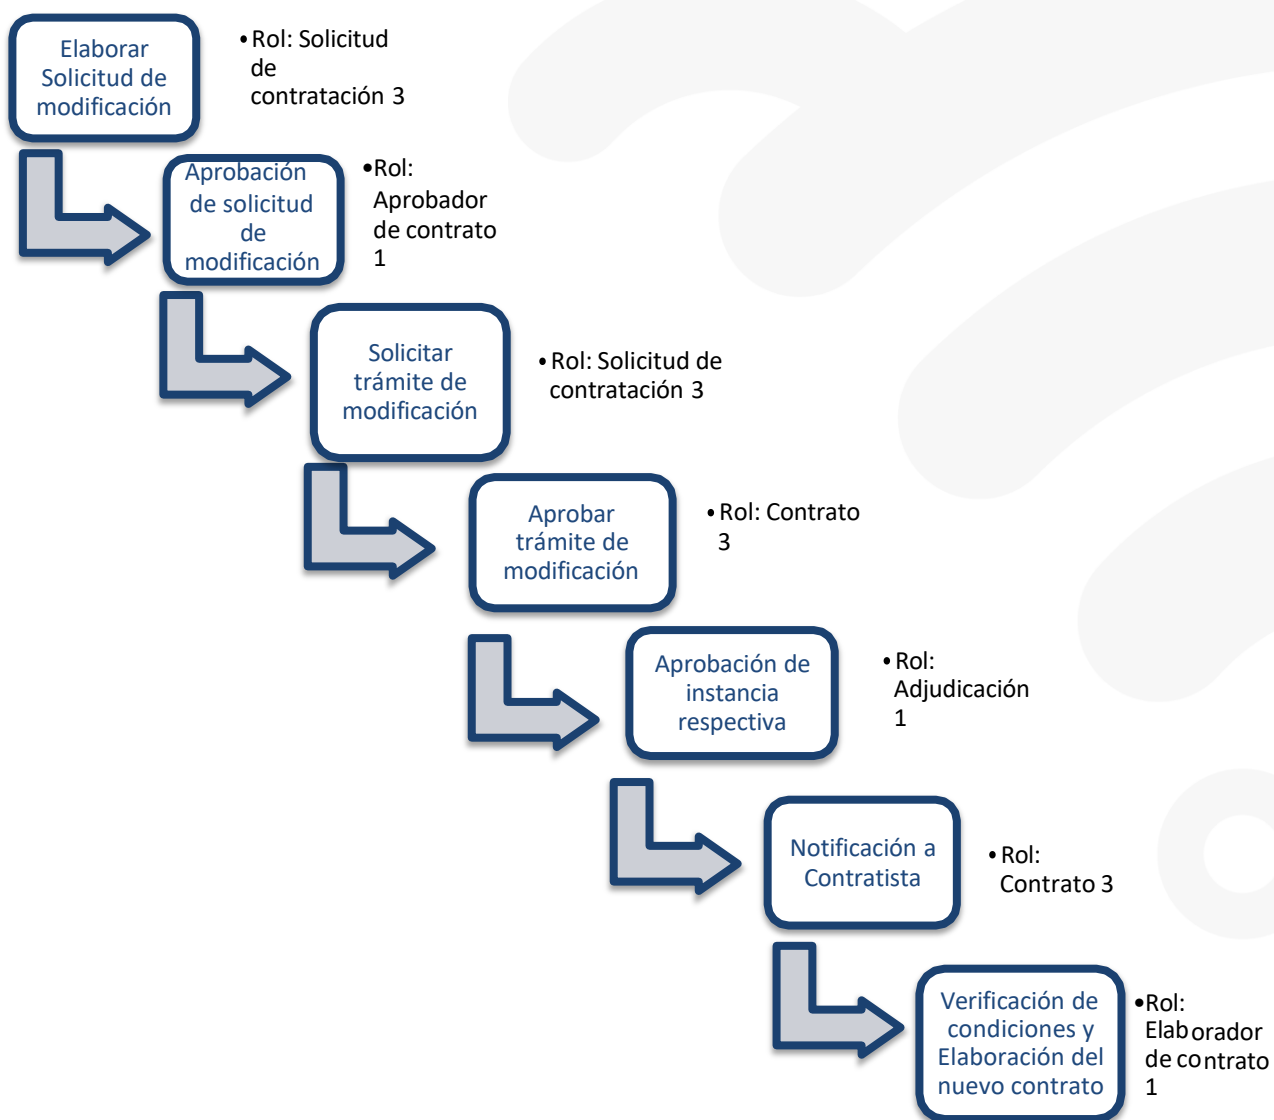 Elaborar
Solicitud de
modificación
• Rol: Solicitud
de
contratación 3
Aprobación
de solicitud
de
modificación
•Rol:
Aprobador
de contrato
1
Solicitar
trámite de
modificación
• Rol: Solicitud de
contratación 3
Aprobar
trámite de
modificación
• Rol: Contrato
3
Aprobación de
instancia
respectiva
• Rol:
Adjudicación
1
Notificación a
Contratista
• Rol:
Contrato 3
Verificación de
condiciones y
Elaboración del
nuevo contrato
•Rol:
Elaborador
de contrato
1